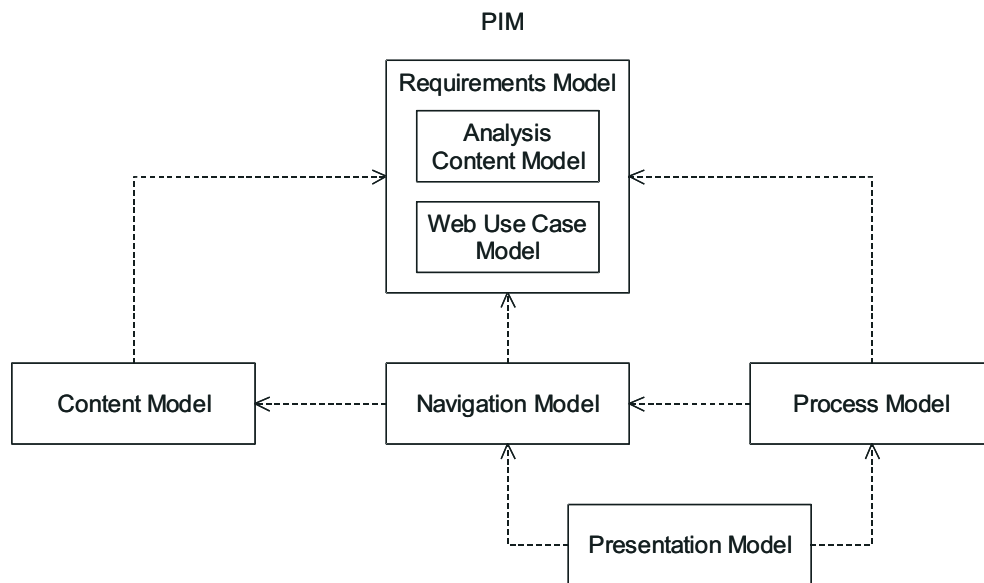 PIM
Requirements Model
Analysis
Content Model
Web Use Case
Model
Content Model
Navigation Model
Process Model
Presentation Model